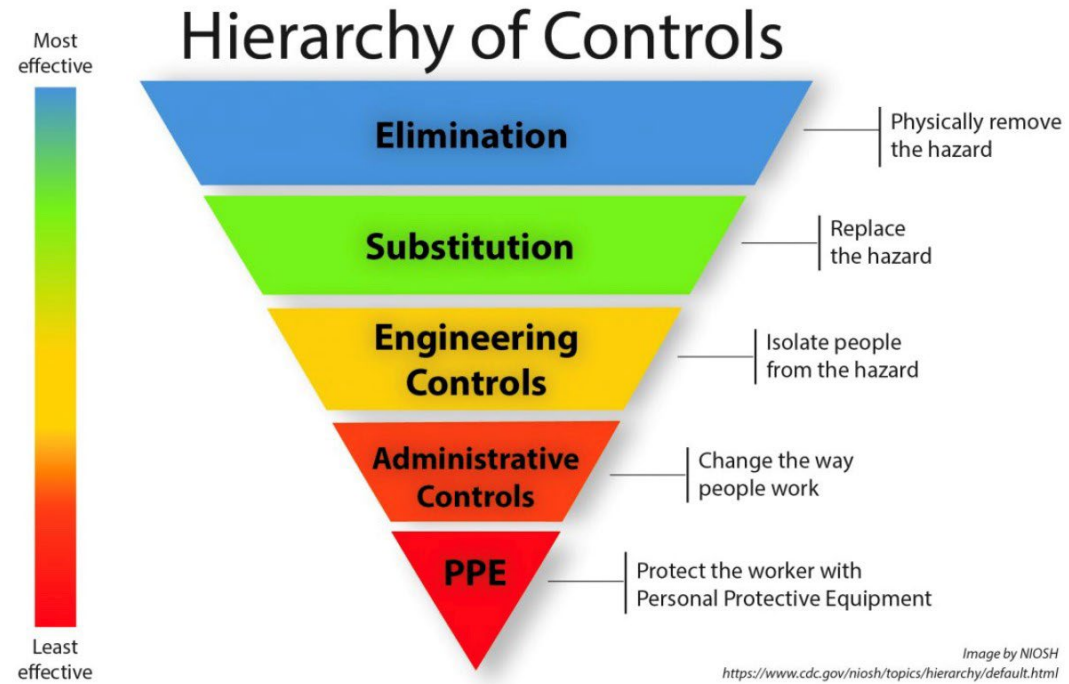 Hierarchy of Controls
Most
effective
Elimination
Physically remove
the hazard
Substitution
Replace
the hazard
Engineering
Controls
Isolate people
from the hazard
Administrative
Controls
Change the way
people work
PPE
Protect the worker with
Personal Protective Equipment
Least
effective
Image by NIOSH
https://www.cdc.gov/niosh/topics/hierarchy/default.html